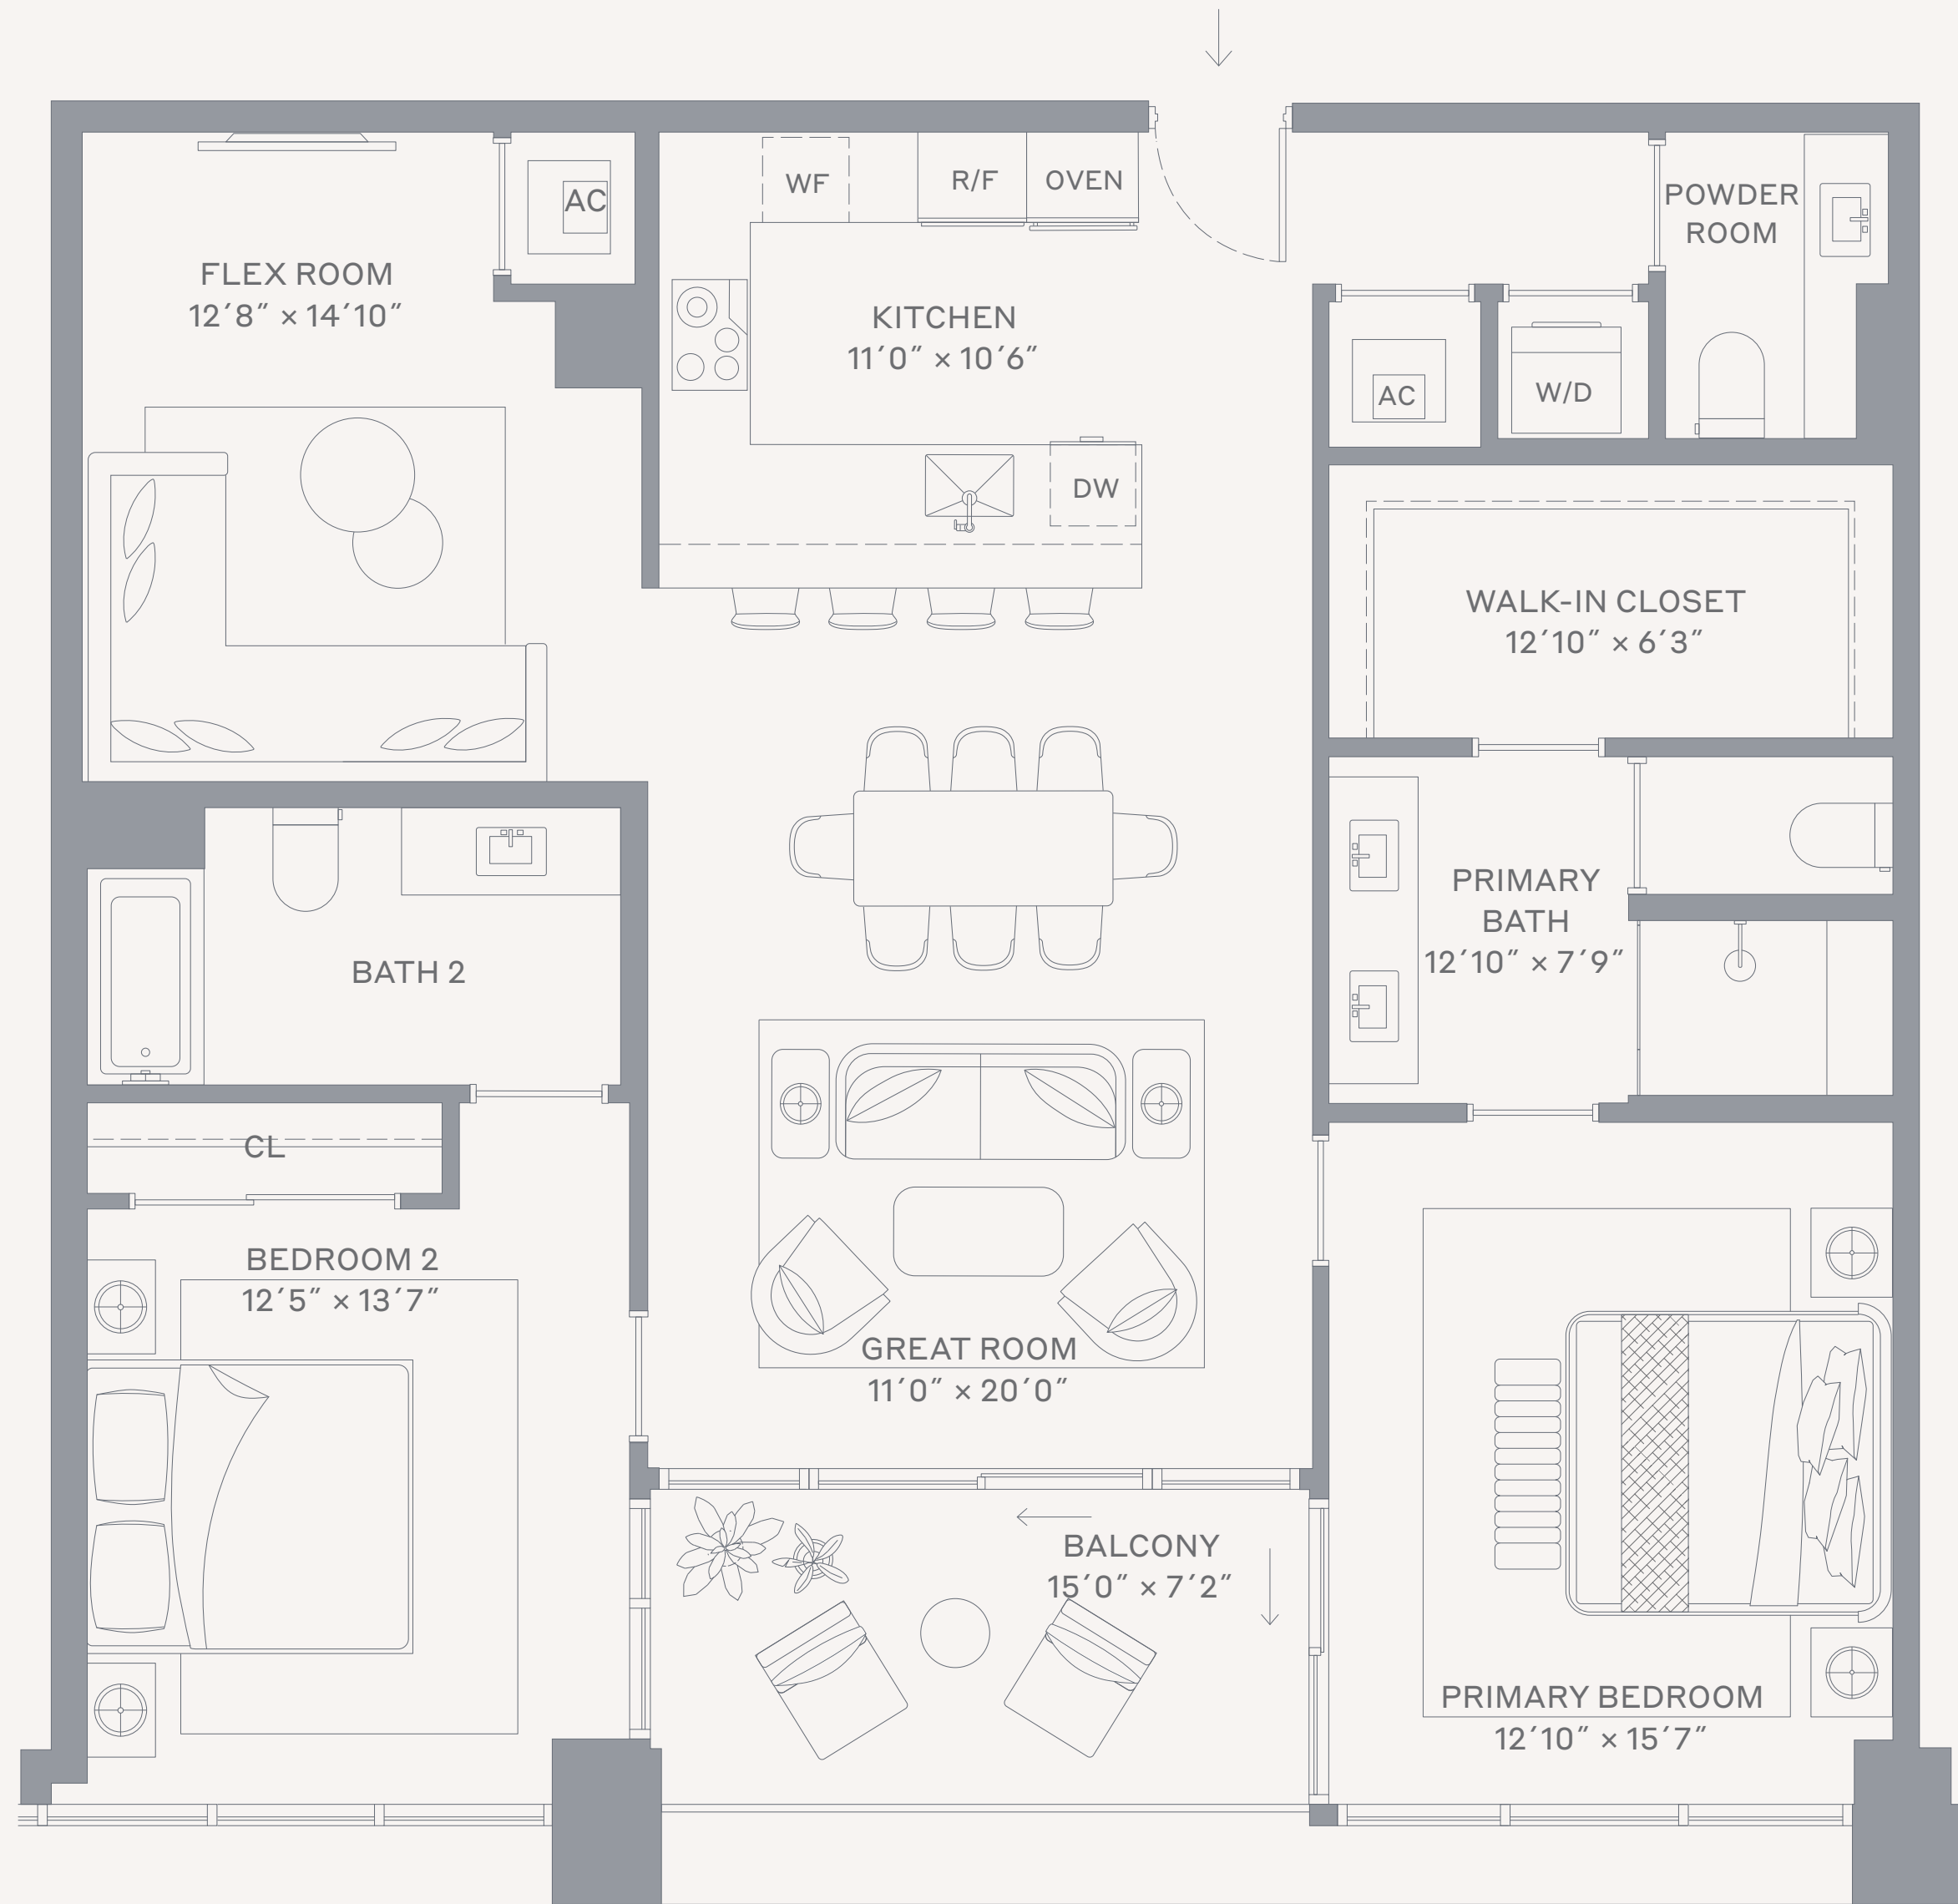 WF
R/F
OVEN
AC
POWDER
ROOM
FLEX ROOM
12´8˝ × 14´10˝
KITCHEN
11´0˝ × 10´6˝
AC
W/D
DW
WALK-IN CLOSET
12´10˝ × 6´3˝
PRIMARY
BATH
12´10˝ × 7´9˝
BATH 2
CL
BEDROOM 2
12´5˝ × 13´7˝
GREAT ROOM
11´0˝ × 20´0˝
BALCONY
15´0˝ × 7´2˝
PRIMARY BEDROOM
12´10˝ × 15´7˝